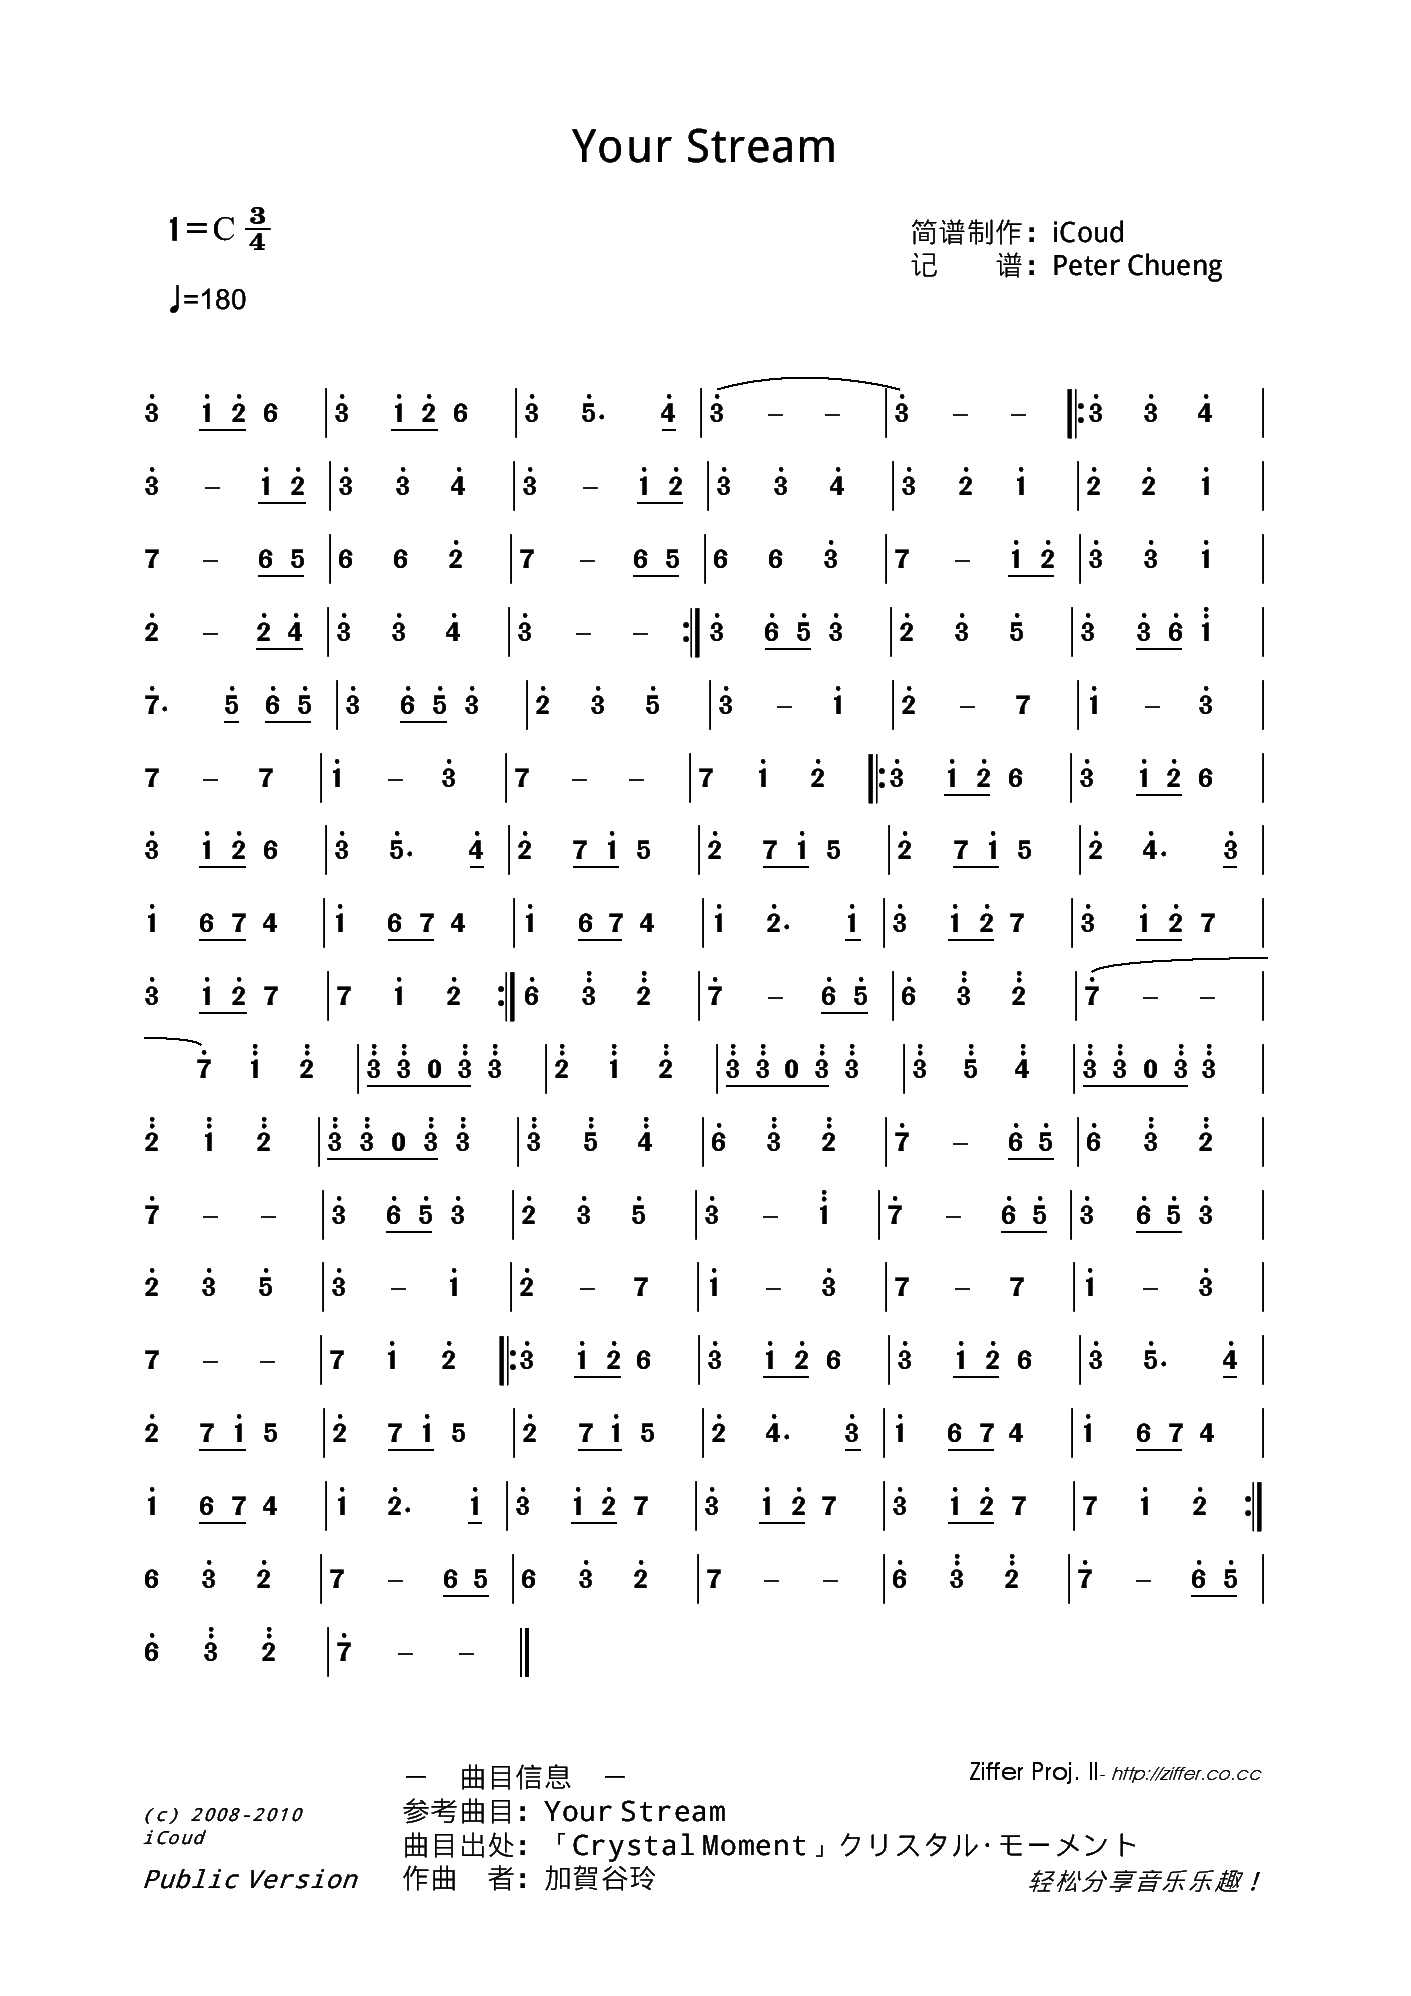 Your Stream
1=C 3/4
简谱制作：iCoud
记　　谱：Peter Chueng
♩=180
3̇ 1̇ 2̇ 6 | 3̇ 1̇ 2̇ 6 | 3̇ 5̇. 4̇ | 3̇ – – | 3̇ – – |: 3̇ 3̇ 4̇ |
3̇ – 1̇ 2̇ | 3̇ 3̇ 4̇ | 3̇ – 1̇ 2̇ | 3̇ 3̇ 4̇ | 3̇ 2̇ 1̇ | 2̇ 2̇ 1̇ |
7 – 6 5 | 6 6 2̇ | 7 – 6 5 | 6 6 3̇ | 7 – 1̇ 2̇ | 3̇ 3̇ 1̇ |
2̇ – 2̇ 4̇ | 3̇ 3̇ 4̇ | 3̇ – – :| 3̇ 6̇ 5̇ 3̇ | 2̇ 3̇ 5̇ | 3̇ 3̇ 6̇ 1̇̇ |
7̇. 5̇ 6̇ 5̇ | 3̇ 6̇ 5̇ 3̇ | 2̇ 3̇ 5̇ | 3̇ – 1̇ | 2̇ – 7 | 1̇ – 3̇ |
7 – 7 | 1̇ – 3̇ | 7 – – | 7 1̇ 2̇ |: 3̇ 1̇ 2̇ 6 | 3̇ 1̇ 2̇ 6 |
3̇ 1̇ 2̇ 6 | 3̇ 5̇. 4̇ | 2̇ 7 1̇ 5 | 2̇ 7 1̇ 5 | 2̇ 7 1̇ 5 | 2̇ 4̇. 3̇ |
1̇ 6 7 4 | 1̇ 6 7 4 | 1̇ 6 7 4 | 1̇ 2̇. 1̇ | 3̇ 1̇ 2̇ 7 | 3̇ 1̇ 2̇ 7 |
3̇ 1̇ 2̇ 7 | 7 1̇ 2̇ :| 6̇ 3̇̇ 2̇̇ | 7̇ – 6̇ 5̇ | 6̇ 3̇̇ 2̇̇ | 7̇ – – |
7̇ 1̇̇ 2̇̇ | 3̇̇ 3̇̇ 0 3̇̇ 3̇̇ | 2̇̇ 1̇̇ 2̇̇ | 3̇̇ 3̇̇ 0 3̇̇ 3̇̇ | 3̇̇ 5̇̇ 4̇̇ | 3̇̇ 3̇̇ 0 3̇̇ 3̇̇ |
2̇̇ 1̇̇ 2̇̇ | 3̇̇ 3̇̇ 0 3̇̇ 3̇̇ | 3̇̇ 5̇̇ 4̇̇ | 6̇ 3̇̇ 2̇̇ | 7̇ – 6̇ 5̇ | 6̇ 3̇̇ 2̇̇ |
7̇ – – | 3̇ 6̇ 5̇ 3̇ | 2̇ 3̇ 5̇ | 3̇ – 1̇̇ | 7̇ – 6̇ 5̇ | 3̇ 6̇ 5̇ 3̇ |
2̇ 3̇ 5̇ | 3̇ – 1̇ | 2̇ – 7 | 1̇ – 3̇ | 7 – 7 | 1̇ – 3̇ |
7 – – | 7 1̇ 2̇ |: 3̇ 1̇ 2̇ 6 | 3̇ 1̇ 2̇ 6 | 3̇ 1̇ 2̇ 6 | 3̇ 5̇. 4̇ |
2̇ 7 1̇ 5 | 2̇ 7 1̇ 5 | 2̇ 7 1̇ 5 | 2̇ 4̇. 3̇ | 1̇ 6 7 4 | 1̇ 6 7 4 |
1̇ 6 7 4 | 1̇ 2̇. 1̇ | 3̇ 1̇ 2̇ 7 | 3̇ 1̇ 2̇ 7 | 3̇ 1̇ 2̇ 7 | 7 1̇ 2̇ :|
6 3̇ 2̇ | 7 – 6 5 | 6 3̇ 2̇ | 7 – – | 6̇ 3̇̇ 2̇̇ | 7̇ – 6̇ 5̇ |
6̇ 3̇̇ 2̇̇ | 7̇ – – ||
— 曲目信息 —
Ziffer Proj. II- http://ziffer.co.cc
参考曲目：Your Stream
(c) 2008-2010
iCoud
曲目出处：「Crystal Moment」クリスタル·モーメント
Public Version
作曲　者：加賀谷玲
轻松分享音乐乐趣！